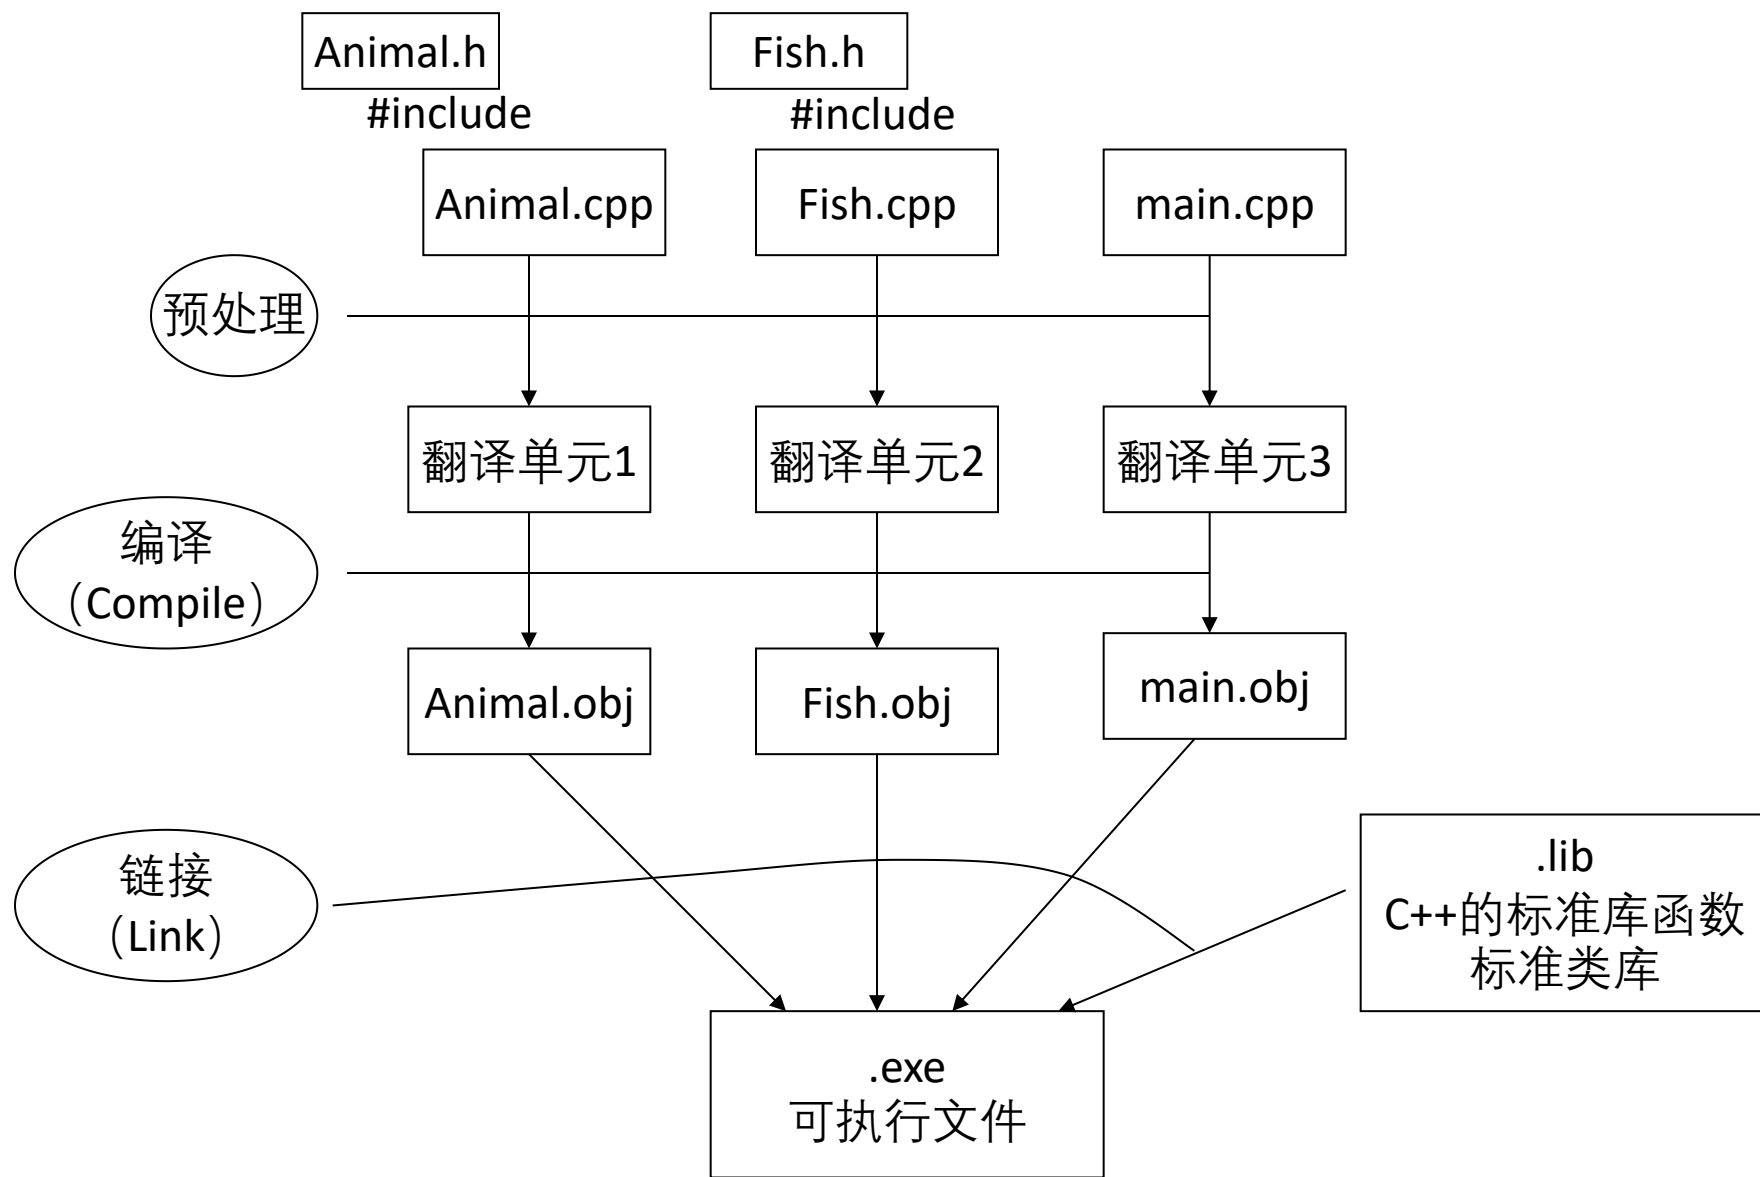 Animal.h
Fish.h
#include
#include
Animal.cpp
Fish.cpp
main.cpp
预处理
翻译单元1
翻译单元2
翻译单元3
编译
（Compile）
Animal.obj
Fish.obj
main.obj
链接
（Link）
.lib
C++的标准库函数
标准类库
.exe
可执行文件